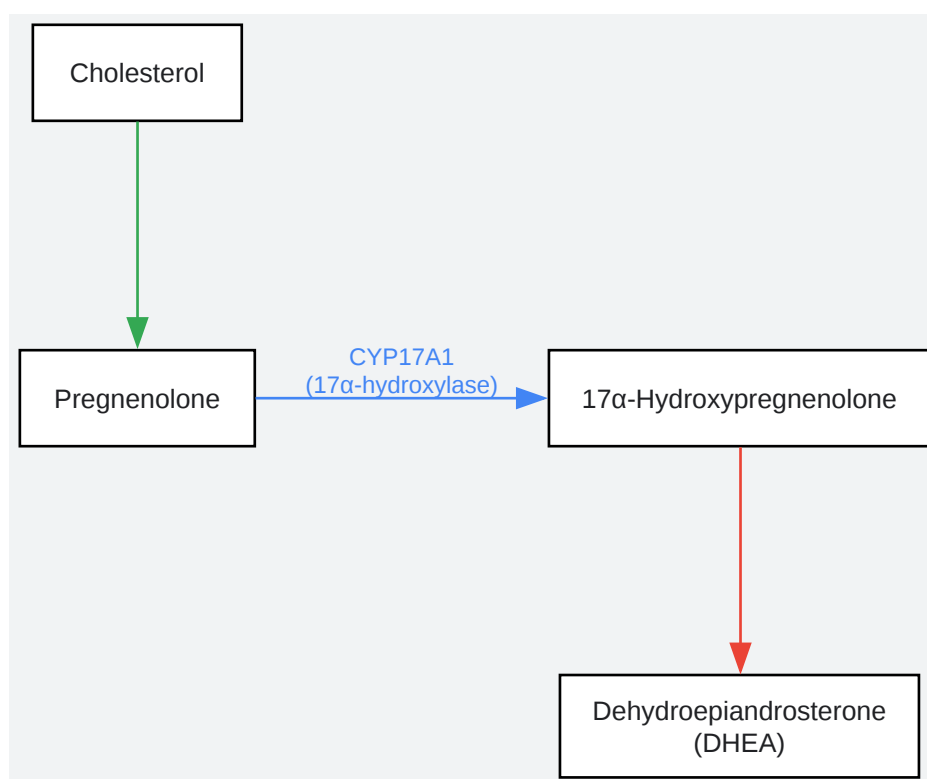 Cholesterol
CYP17A1
(17α-hydroxylase)
Pregnenolone
17α-Hydroxypregnenolone
Dehydroepiandrosterone
(DHEA)